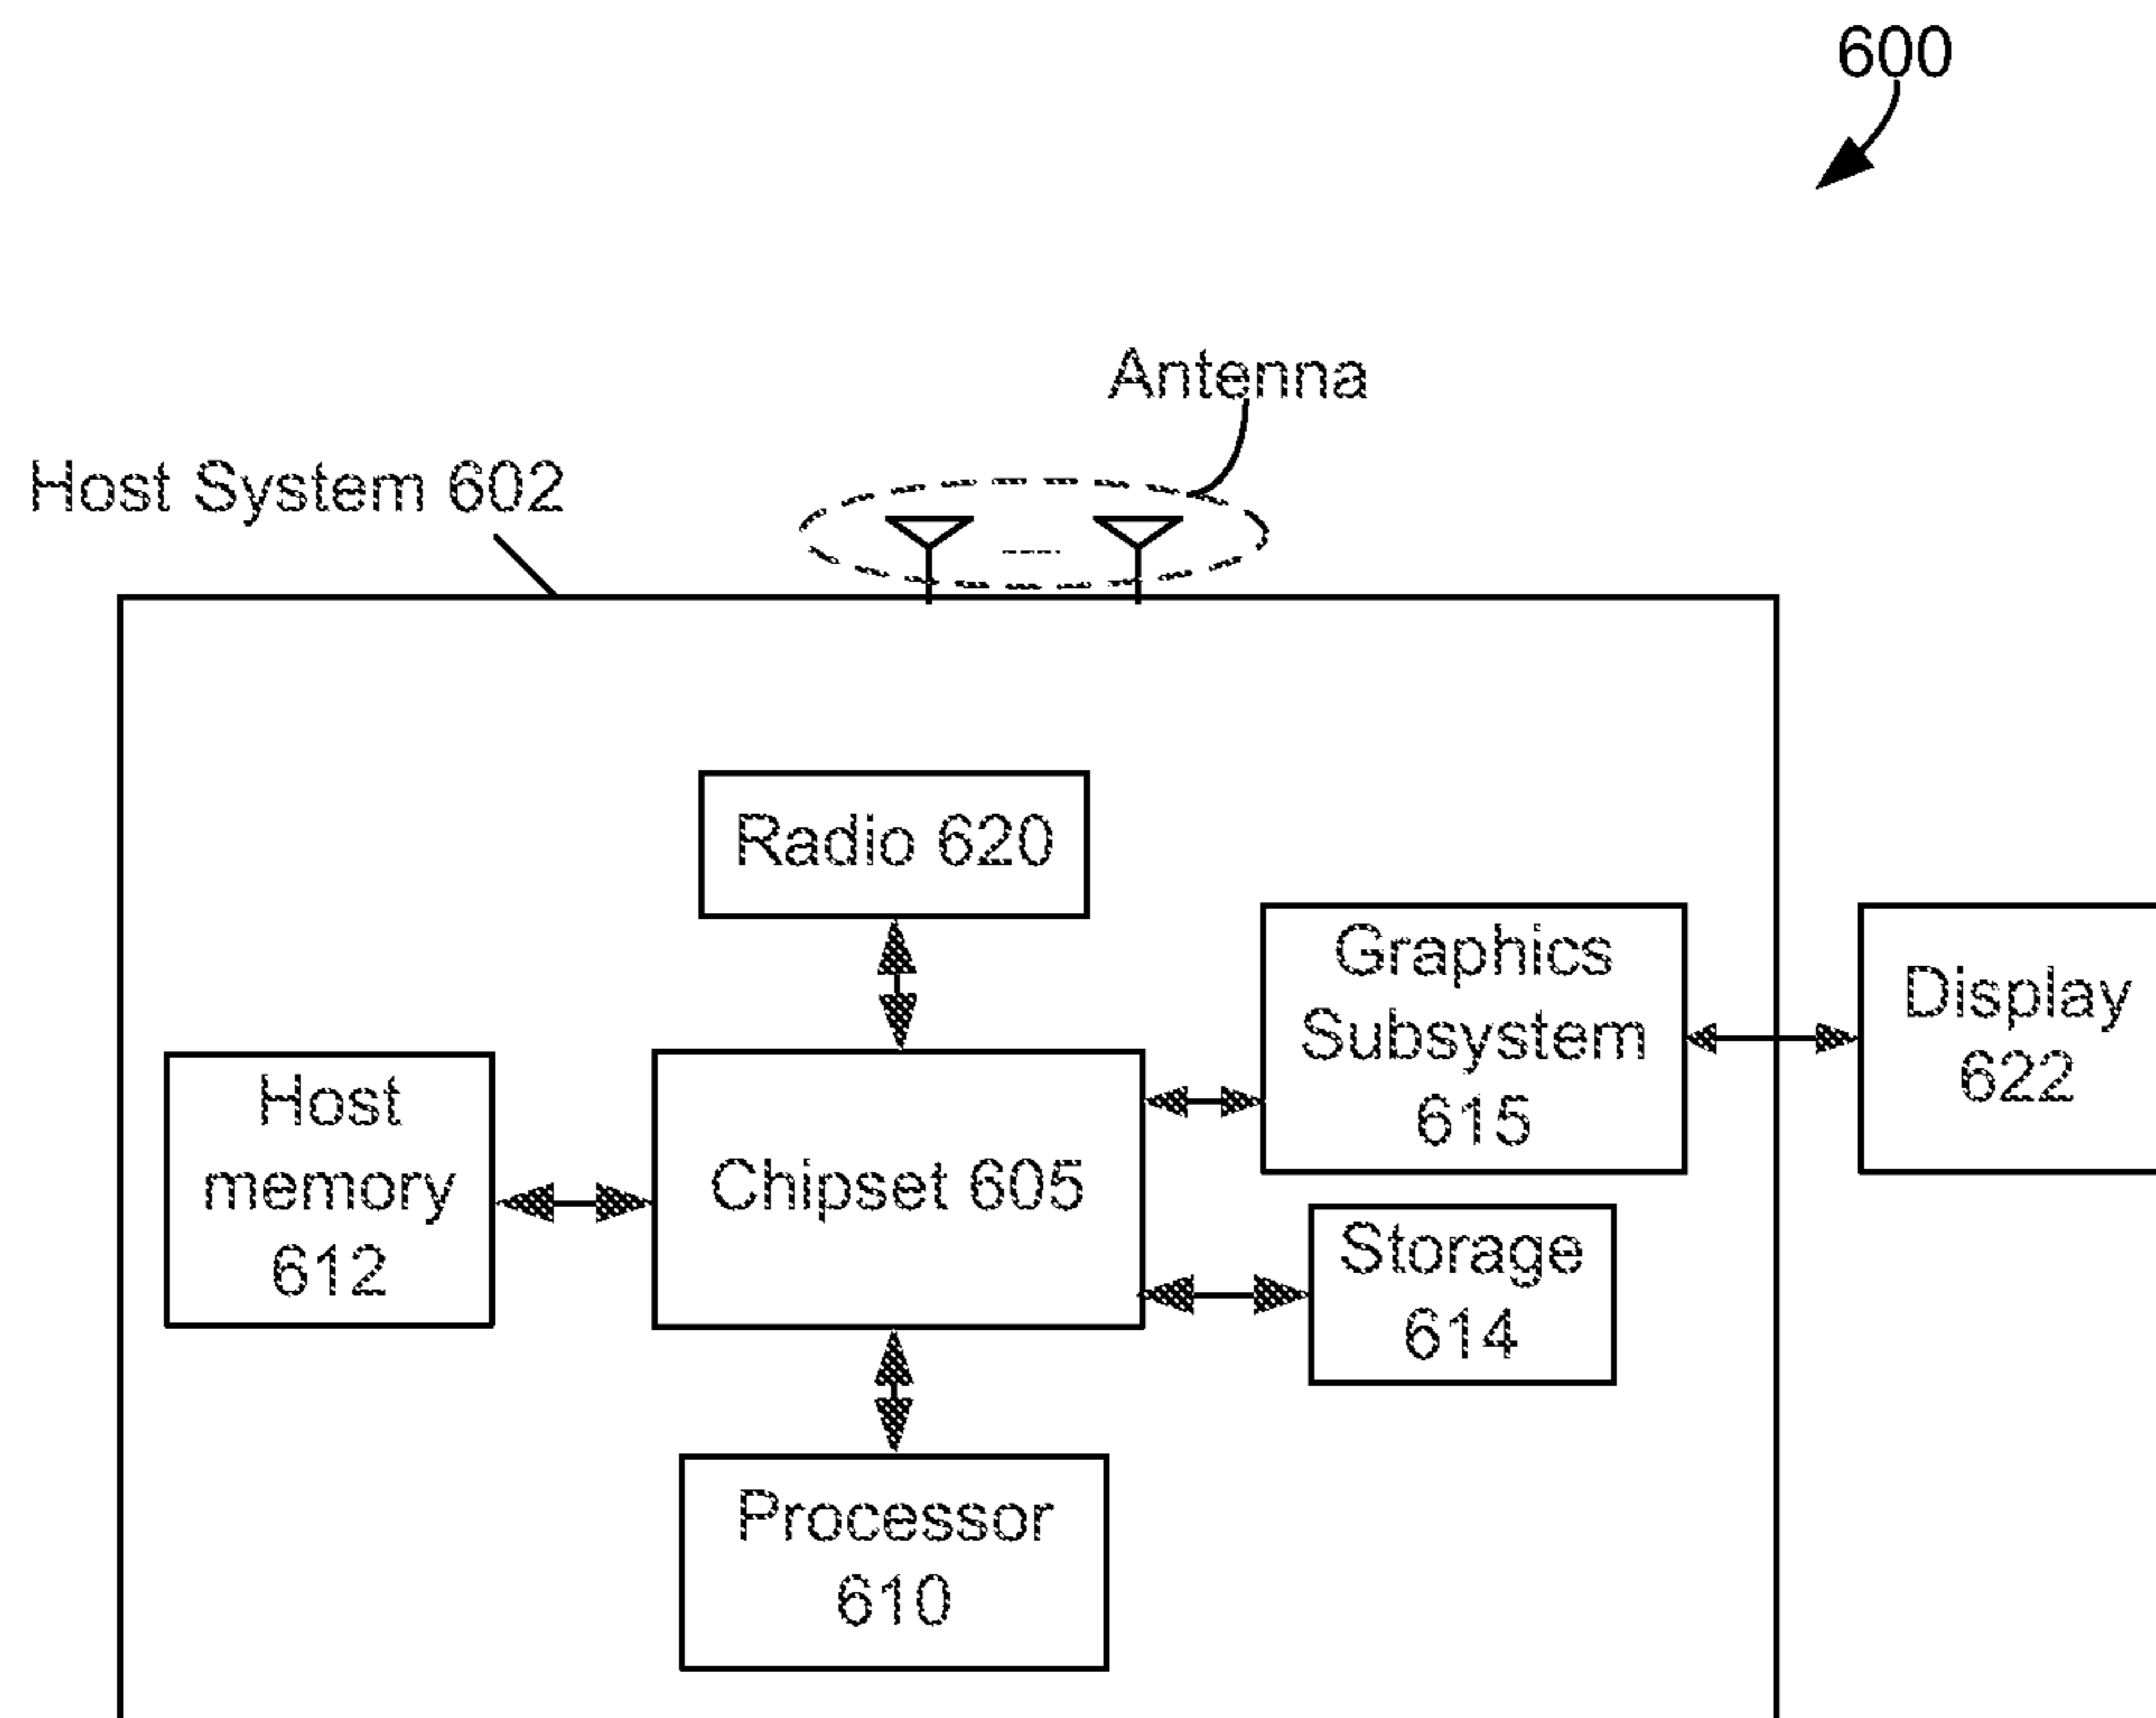 600
Antenna
Host System 602
Radio 620
Graphics
Subsystem
615
Display
622
Host
memory
612
Chipset 605
Storage
614
Processor
610